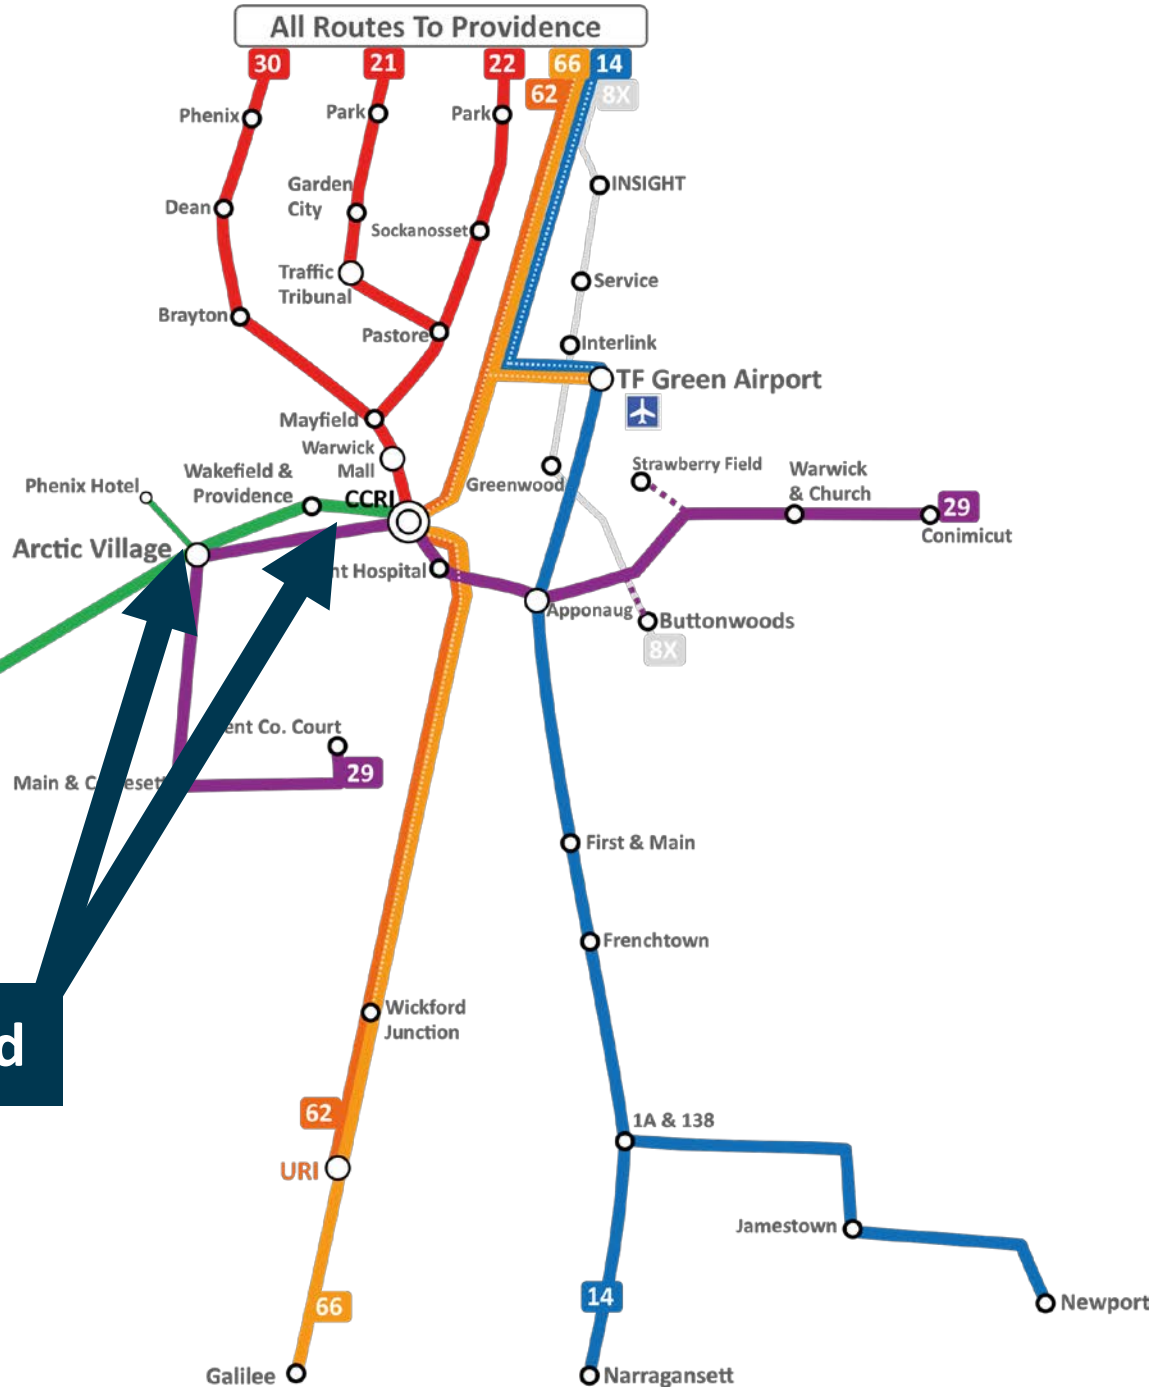 All Routes To Providence
30
21
22
66
14
62
8X
Phenix
Park
Park
INSIGHT
Garden
City
Dean
Sockanosset
Traffic
Tribunal
Service
Brayton
Pastore
Interlink
TF Green Airport
Mayfield
Warwick
Mall
Wakefield &
Providence
Phenix Hotel
CCRI
Greenwood
Strawberry Field
Warwick
& Church
29
Conimicut
Arctic Village
nt Hospital
Apponaug
Buttonwoods
8X
ent Co. Court
29
Main & C
eset
First & Main
Frenchtown
Wickford
Junction
d
62
1A & 138
URI
Jamestown
14
66
Newport
Galilee
Narragansett